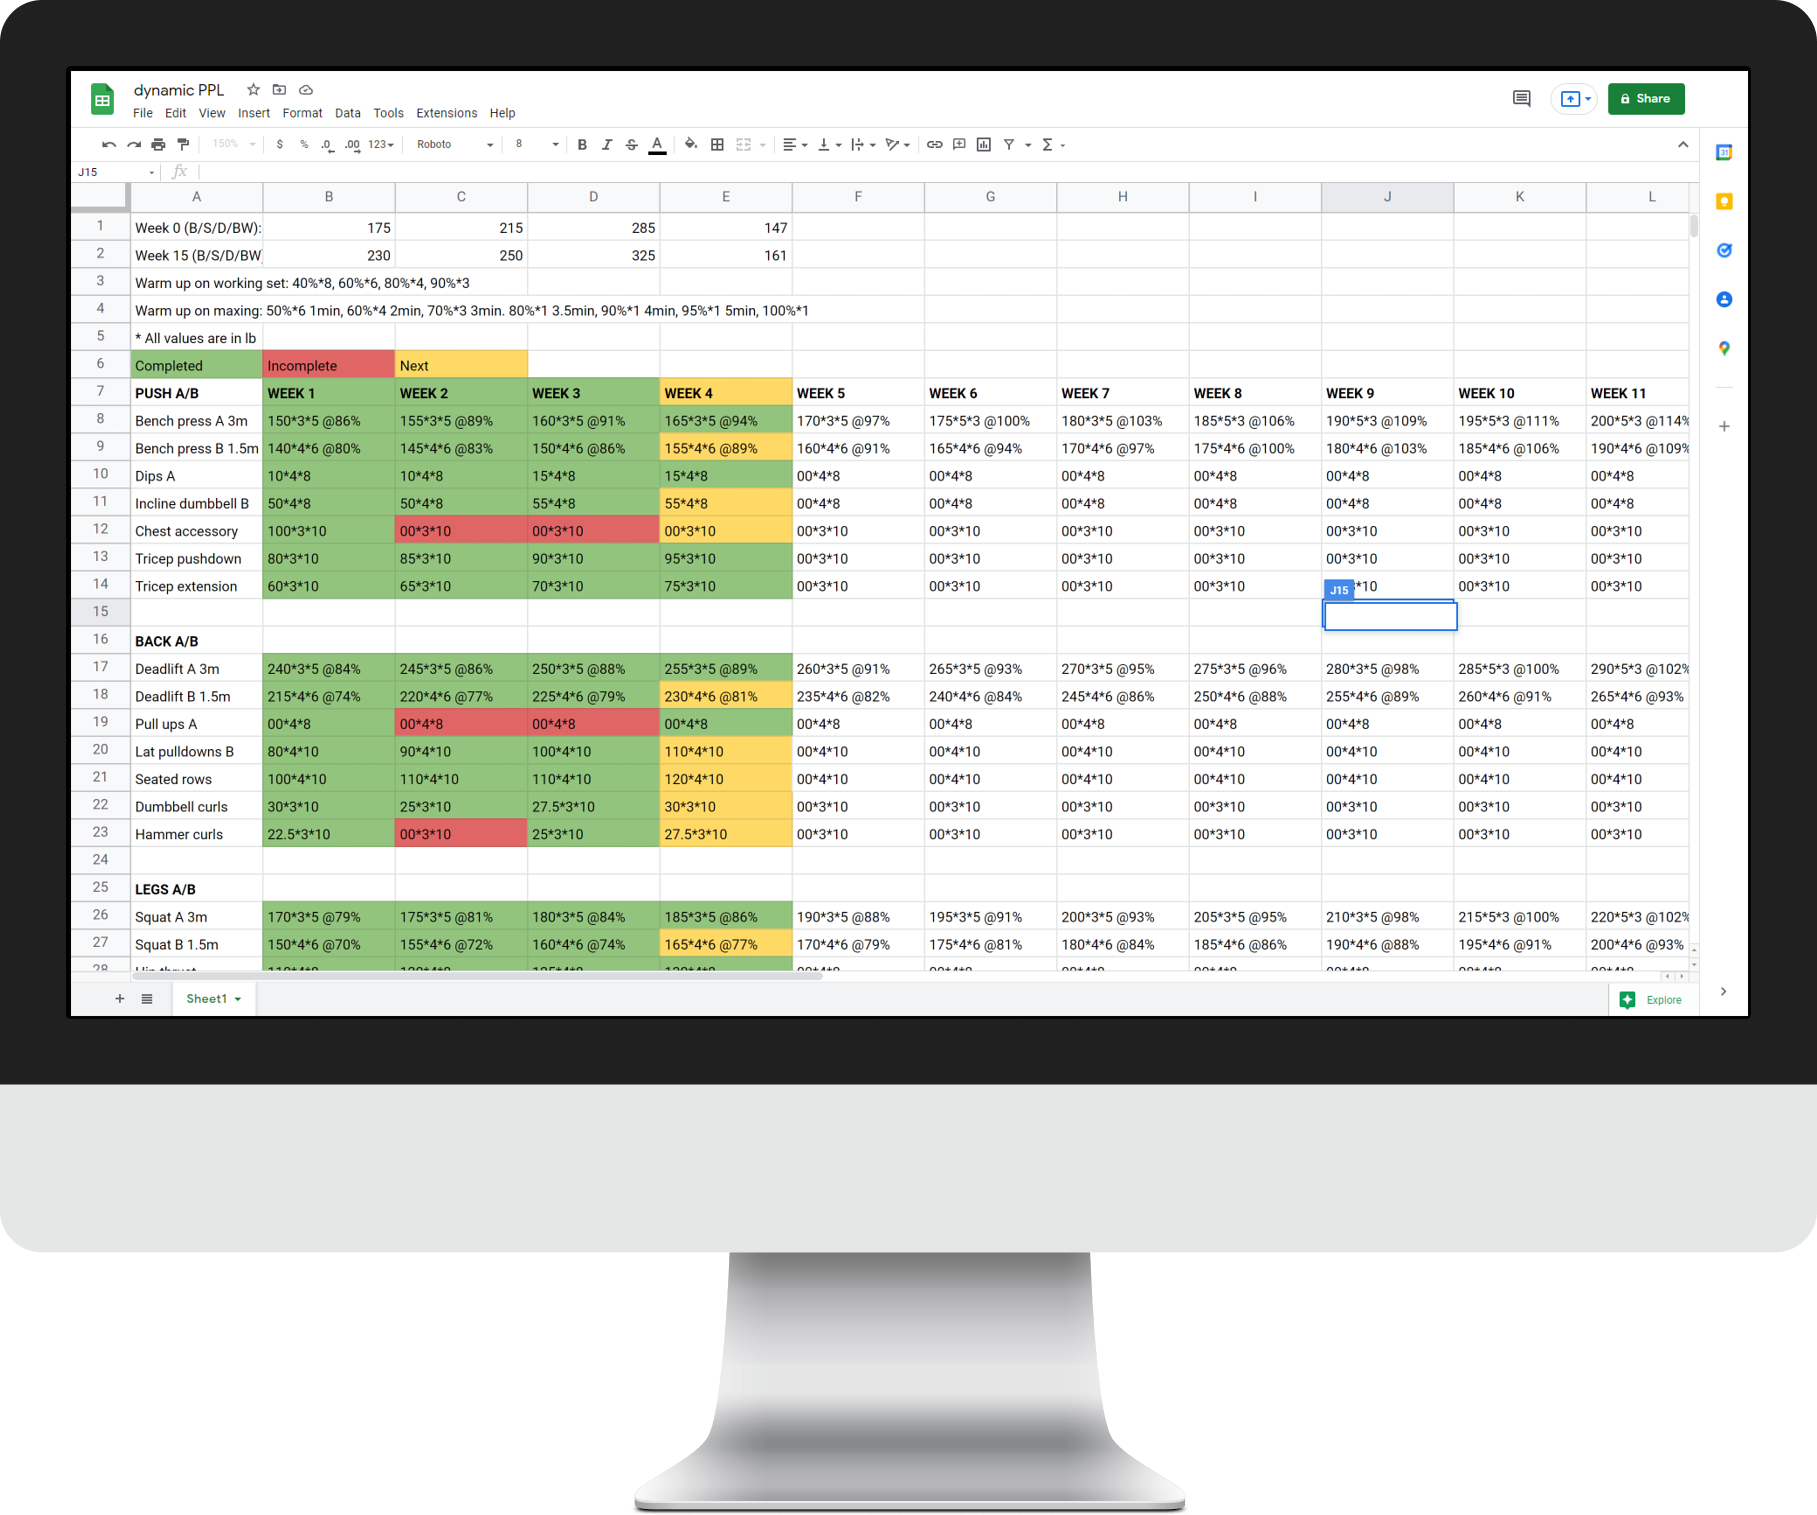 dynamic PPL
File Edit View Insert Format Data Tools Extensions Help
Share
150% $ % .0 .00 123 Roboto 8 B I S A
31
J15 fx
A B C D E F G H I J K L
1 Week 0 (B/S/D/BW): 175 215 285 147
2 Week 15 (B/S/D/BW 230 250 325 161
3 Warm up on working set: 40%*8, 60%*6, 80%*4, 90%*3
4 Warm up on maxing: 50%*6 1min, 60%*4 2min, 70%*3 3min. 80%*1 3.5min, 90%*1 4min, 95%*1 5min, 100%*1
5 * All values are in lb
6 Completed Incomplete Next
7 PUSH A/B WEEK 1 WEEK 2 WEEK 3 WEEK 4 WEEK 5 WEEK 6 WEEK 7 WEEK 8 WEEK 9 WEEK 10 WEEK 11
8 Bench press A 3m 150*3*5 @86% 155*3*5 @89% 160*3*5 @91% 165*3*5 @94% 170*3*5 @97% 175*5*3 @100% 180*3*5 @103% 185*5*3 @106% 190*5*3 @109% 195*5*3 @111% 200*5*3 @114%
9 Bench press B 1.5m 140*4*6 @80% 145*4*6 @83% 150*4*6 @86% 155*4*6 @89% 160*4*6 @91% 165*4*6 @94% 170*4*6 @97% 175*4*6 @100% 180*4*6 @103% 185*4*6 @106% 190*4*6 @109%
10 Dips A 10*4*8 10*4*8 15*4*8 15*4*8 00*4*8 00*4*8 00*4*8 00*4*8 00*4*8 00*4*8 00*4*8
11 Incline dumbbell B 50*4*8 50*4*8 55*4*8 55*4*8 00*4*8 00*4*8 00*4*8 00*4*8 00*4*8 00*4*8 00*4*8
12 Chest accessory 100*3*10 00*3*10 00*3*10 00*3*10 00*3*10 00*3*10 00*3*10 00*3*10 00*3*10 00*3*10 00*3*10
13 Tricep pushdown 80*3*10 85*3*10 90*3*10 95*3*10 00*3*10 00*3*10 00*3*10 00*3*10 00*3*10 00*3*10 00*3*10
14 Tricep extension 60*3*10 65*3*10 70*3*10 75*3*10 00*3*10 00*3*10 00*3*10 00*3*10 J15 *10 00*3*10 00*3*10
15
16 BACK A/B
17 Deadlift A 3m 240*3*5 @84% 245*3*5 @86% 250*3*5 @88% 255*3*5 @89% 260*3*5 @91% 265*3*5 @93% 270*3*5 @95% 275*3*5 @96% 280*3*5 @98% 285*5*3 @100% 290*5*3 @102%
18 Deadlift B 1.5m 215*4*6 @74% 220*4*6 @77% 225*4*6 @79% 230*4*6 @81% 235*4*6 @82% 240*4*6 @84% 245*4*6 @86% 250*4*6 @88% 255*4*6 @89% 260*4*6 @91% 265*4*6 @93%
19 Pull ups A 00*4*8 00*4*8 00*4*8 00*4*8 00*4*8 00*4*8 00*4*8 00*4*8 00*4*8 00*4*8 00*4*8
20 Lat pulldowns B 80*4*10 90*4*10 100*4*10 110*4*10 00*4*10 00*4*10 00*4*10 00*4*10 00*4*10 00*4*10 00*4*10
21 Seated rows 100*4*10 110*4*10 110*4*10 120*4*10 00*4*10 00*4*10 00*4*10 00*4*10 00*4*10 00*4*10 00*4*10
22 Dumbbell curls 30*3*10 25*3*10 27.5*3*10 30*3*10 00*3*10 00*3*10 00*3*10 00*3*10 00*3*10 00*3*10 00*3*10
23 Hammer curls 22.5*3*10 00*3*10 25*3*10 27.5*3*10 00*3*10 00*3*10 00*3*10 00*3*10 00*3*10 00*3*10 00*3*10
24
25 LEGS A/B
26 Squat A 3m 170*3*5 @79% 175*3*5 @81% 180*3*5 @84% 185*3*5 @86% 190*3*5 @88% 195*3*5 @91% 200*3*5 @93% 205*3*5 @95% 210*3*5 @98% 215*5*3 @100% 220*5*3 @102%
27 Squat B 1.5m 150*4*6 @70% 155*4*6 @72% 160*4*6 @74% 165*4*6 @77% 170*4*6 @79% 175*4*6 @81% 180*4*6 @84% 185*4*6 @86% 190*4*6 @88% 195*4*6 @91% 200*4*6 @93%
28 Hip thrust
Sheet1
Explore